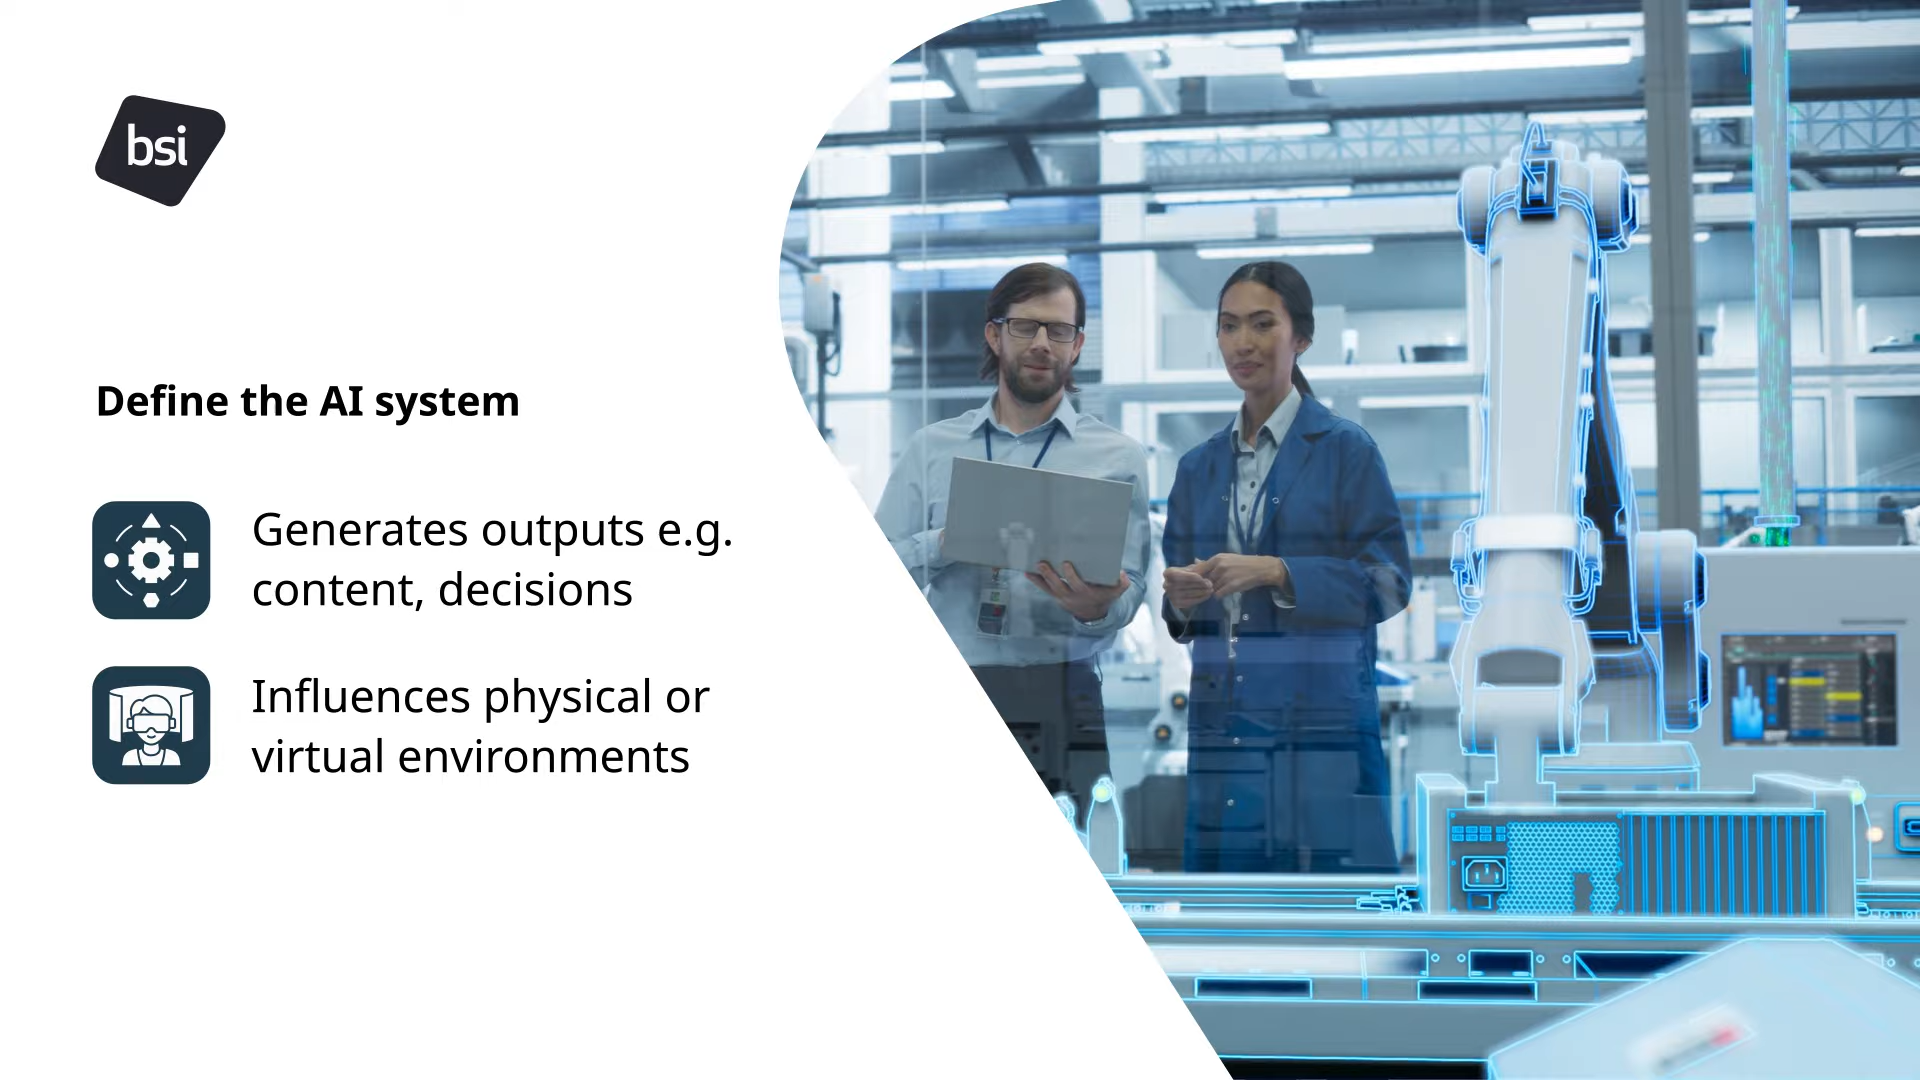 bsi
Define the AI system
Generates outputs e.g.
content, decisions
Influences physical or
virtual environments